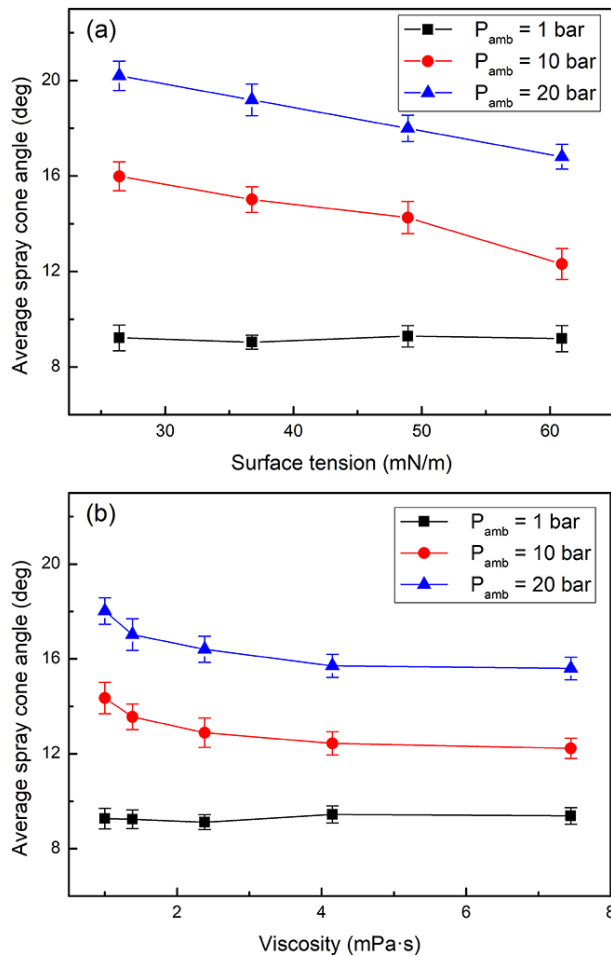 (a)
P_amb = 1 bar
P_amb = 10 bar
P_amb = 20 bar
20
16
12
8
Average spray cone angle (deg)
30
40
50
60
Surface tension (mN/m)
(b)
P_amb = 1 bar
P_amb = 10 bar
P_amb = 20 bar
20
16
12
8
Average spray cone angle (deg)
2
4
6
8
Viscosity (mPa·s)